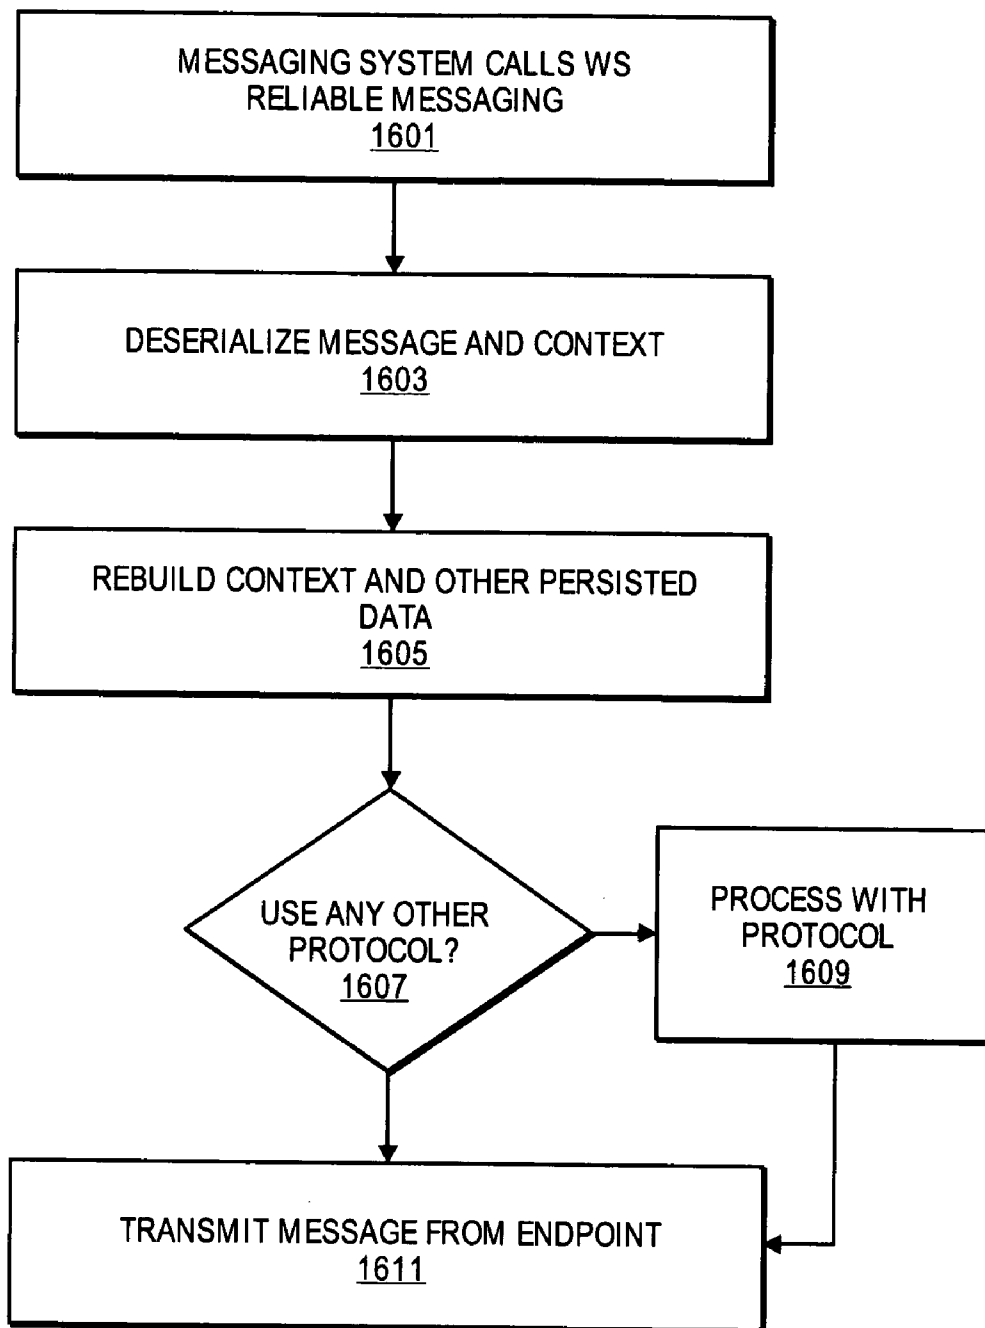 MESSAGING SYSTEM CALLS WS
RELIABLE MESSAGING
1601
DESERIALIZE MESSAGE AND CONTEXT
1603
REBUILD CONTEXT AND OTHER PERSISTED
DATA
1605
USE ANY OTHER
PROTOCOL?
1607
PROCESS WITH
PROTOCOL
1609
TRANSMIT MESSAGE FROM ENDPOINT
1611